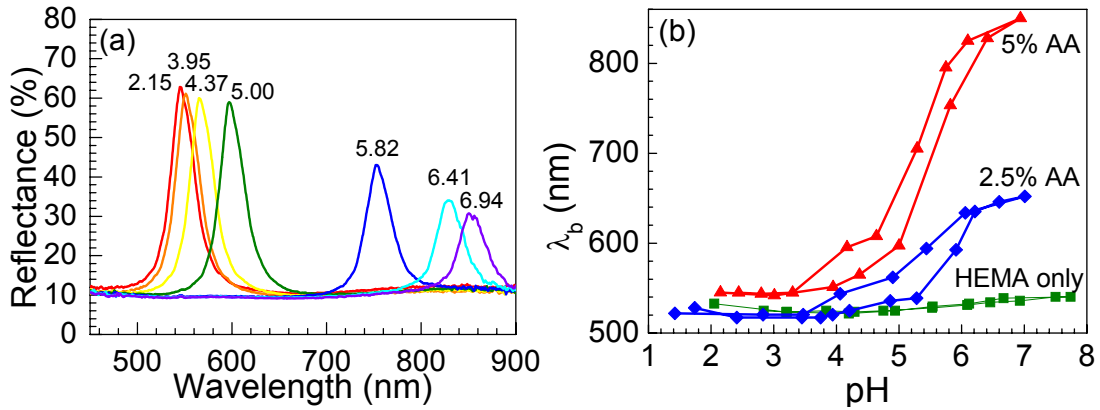 (a)
Reflectance (%)
80
70
60
50
40
30
20
10
0
2.15
3.95
4.37
5.00
5.82
6.41
6.94
500 600 700 800 900
Wavelength (nm)
(b)
λb (nm)
800
700
600
500
5% AA
2.5% AA
HEMA only
1 2 3 4 5 6 7 8
pH